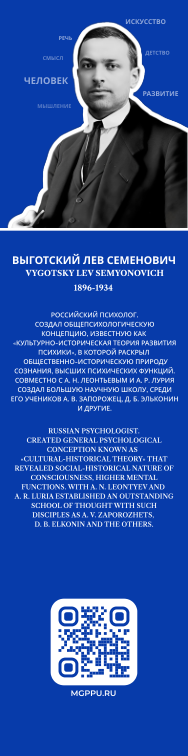 ИСКУССТВО
РЕЧЬ
ДЕТСТВО
СМЫСЛ
ЧЕЛОВЕК
РАЗВИТИЕ
МЫШЛЕНИЕ
ВЫГОТСКИЙ ЛЕВ СЕМЕНОВИЧ
VYGOTSKY LEV SEMYONOVICH
1896-1934
РОССИЙСКИЙ ПСИХОЛОГ.
СОЗДАЛ ОБЩЕПСИХОЛОГИЧЕСКУЮ
КОНЦЕПЦИЮ, ИЗВЕСТНУЮ КАК
«КУЛЬТУРНО-ИСТОРИЧЕСКАЯ ТЕОРИЯ РАЗВИТИЯ
ПСИХИКИ», В КОТОРОЙ РАСКРЫЛ
ОБЩЕСТВЕННО-ИСТОРИЧЕСКУЮ ПРИРОДУ
СОЗНАНИЯ, ВЫСШИХ ПСИХИЧЕСКИХ ФУНКЦИЙ.
СОВМЕСТНО С А. Н. ЛЕОНТЬЕВЫМ И А. Р. ЛУРИЯ
СОЗДАЛ БОЛЬШУЮ НАУЧНУЮ ШКОЛУ, СРЕДИ
ЕГО УЧЕНИКОВ А. В. ЗАПОРОЖЕЦ, Д. Б. ЭЛЬКОНИН
И ДРУГИЕ.
RUSSIAN PSYCHOLOGIST.
CREATED GENERAL PSYCHOLOGICAL
CONCEPTION KNOWN AS
«CULTURAL-HISTORICAL THEORY» THAT
REVEALED SOCIAL-HISTORICAL NATURE OF
CONSCIOUSNESS, HIGHER MENTAL
FUNCTIONS. WITH A. N. LEONTYEV AND
A. R. LURIA ESTABLISHED AN OUTSTANDING
SCHOOL OF THOUGHT WITH SUCH
DISCIPLES AS A. V. ZAPOROZHETS,
D. B. ELKONIN AND THE OTHERS.
MGPPU.RU